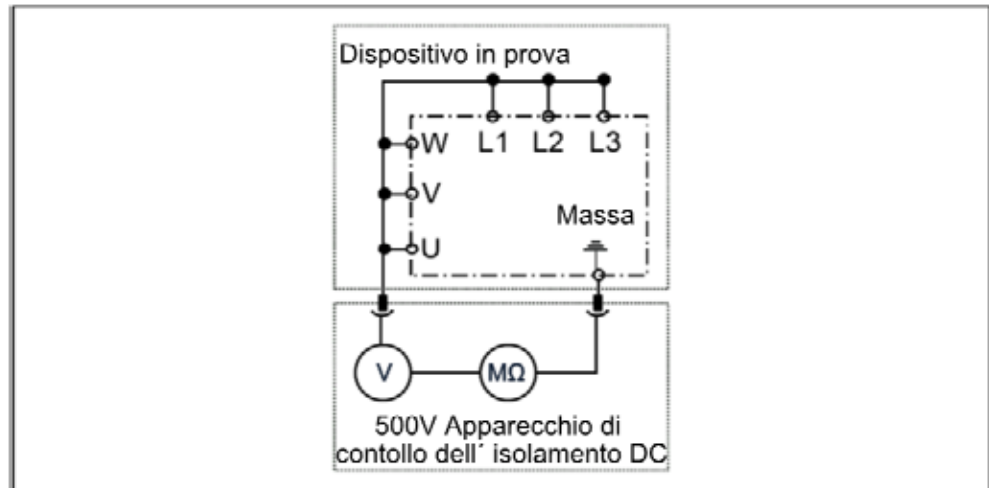 Dispositivo in prova
W L1 L2 L3
V
Massa
U
V MΩ
500V Apparecchio di
contollo dell´ isolamento DC